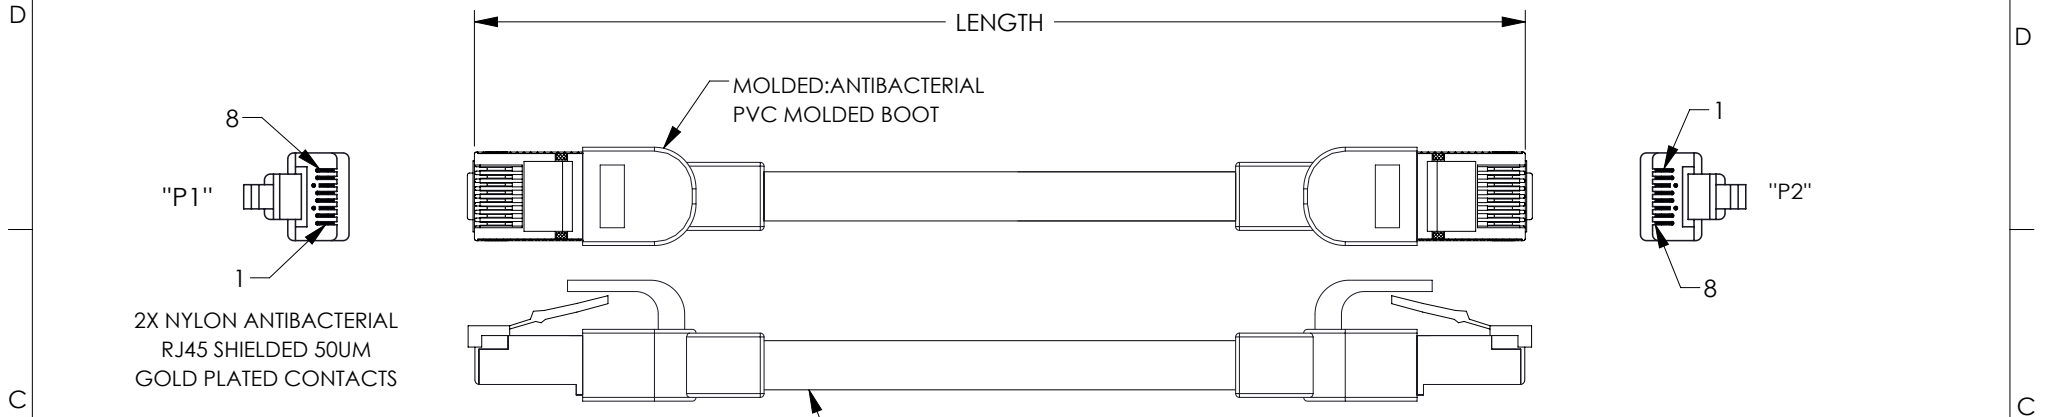 D
LENGTH
D
MOLDED:ANTIBACTERIAL
PVC MOLDED BOOT
8
1
"P1"
"P2"
1
8
2X NYLON ANTIBACTERIAL
RJ45 SHIELDED 50UM
GOLD PLATED CONTACTS
C
C